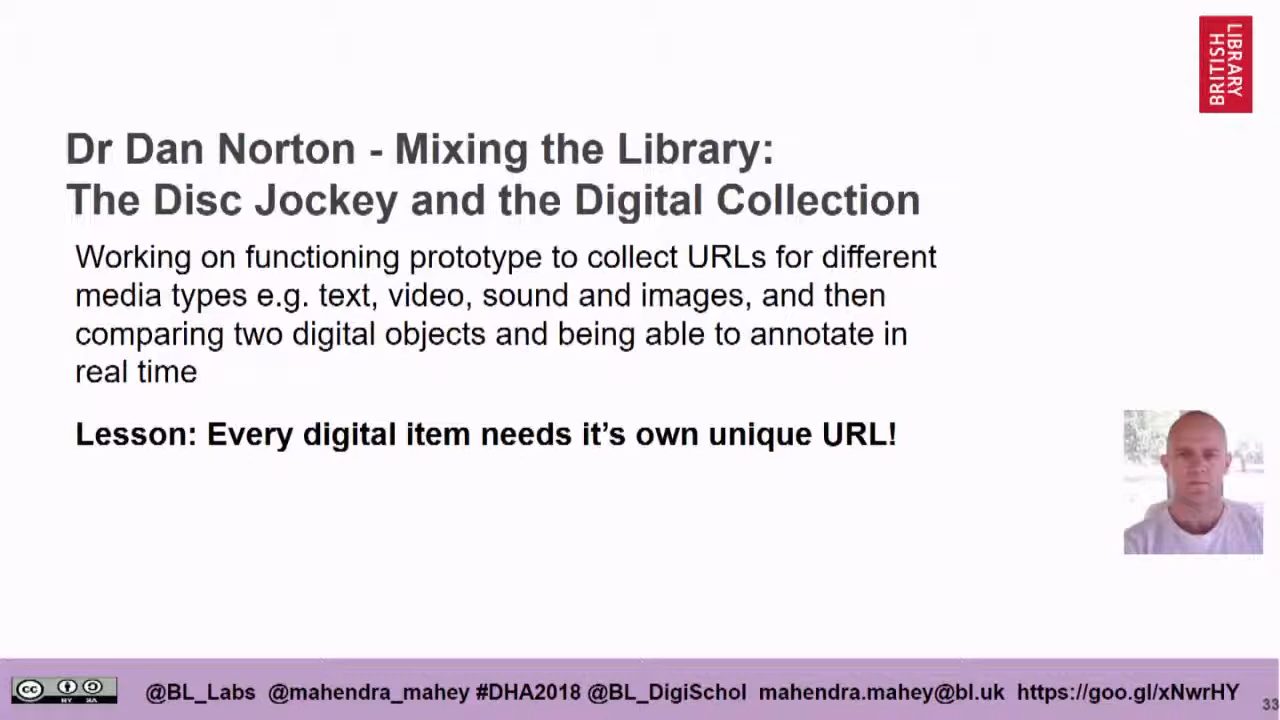 LIBRARY
BRITISH
Dr Dan Norton - Mixing the Library:
The Disc Jockey and the Digital Collection
Working on functioning prototype to collect URLs for different
media types e.g. text, video, sound and images, and then
comparing two digital objects and being able to annotate in
real time
Lesson: Every digital item needs it’s own unique URL!
cc
@BL_Labs @mahendra_mahey #DHA2018 @BL_DigiSchol mahendra.mahey@bl.uk https://goo.gl/xNwrHY
33